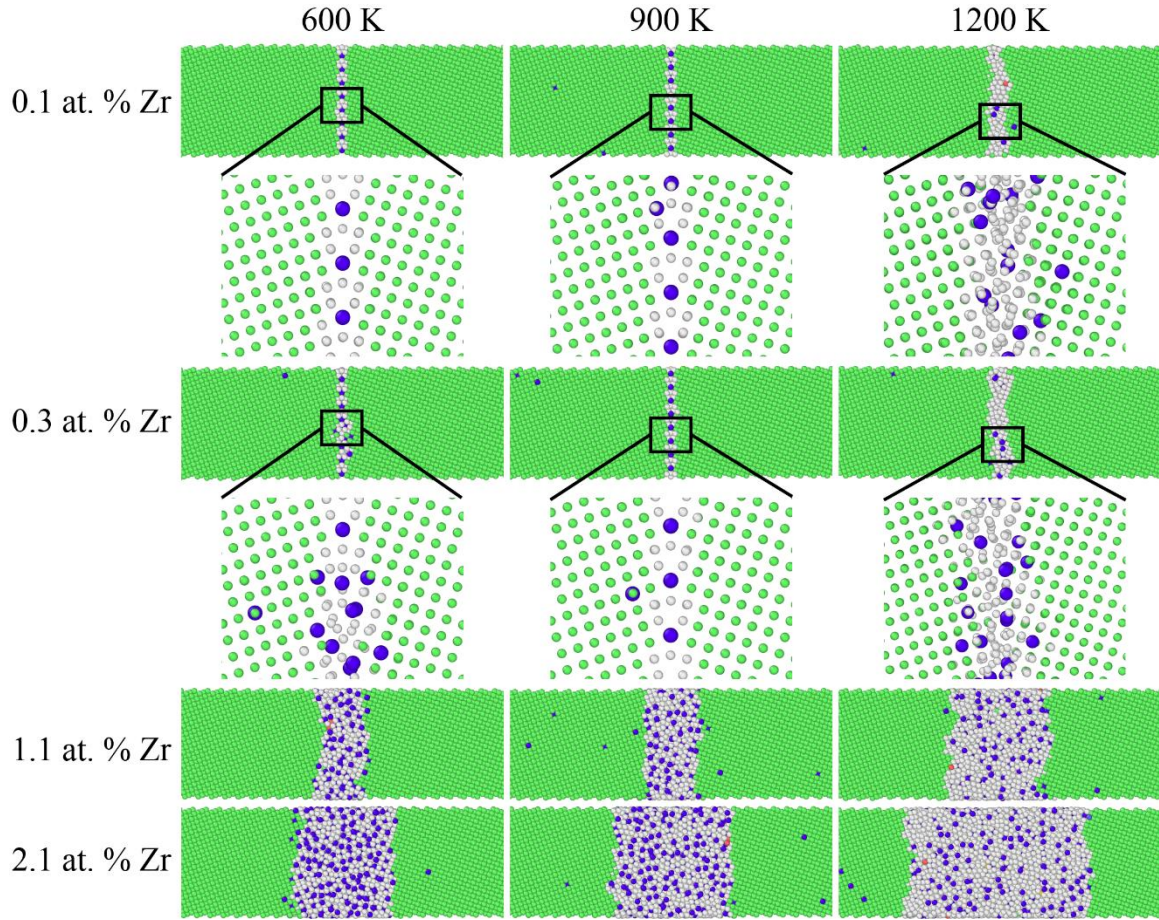 600 K 900 K 1200 K
0.1 at. % Zr
0.3 at. % Zr
1.1 at. % Zr
2.1 at. % Zr